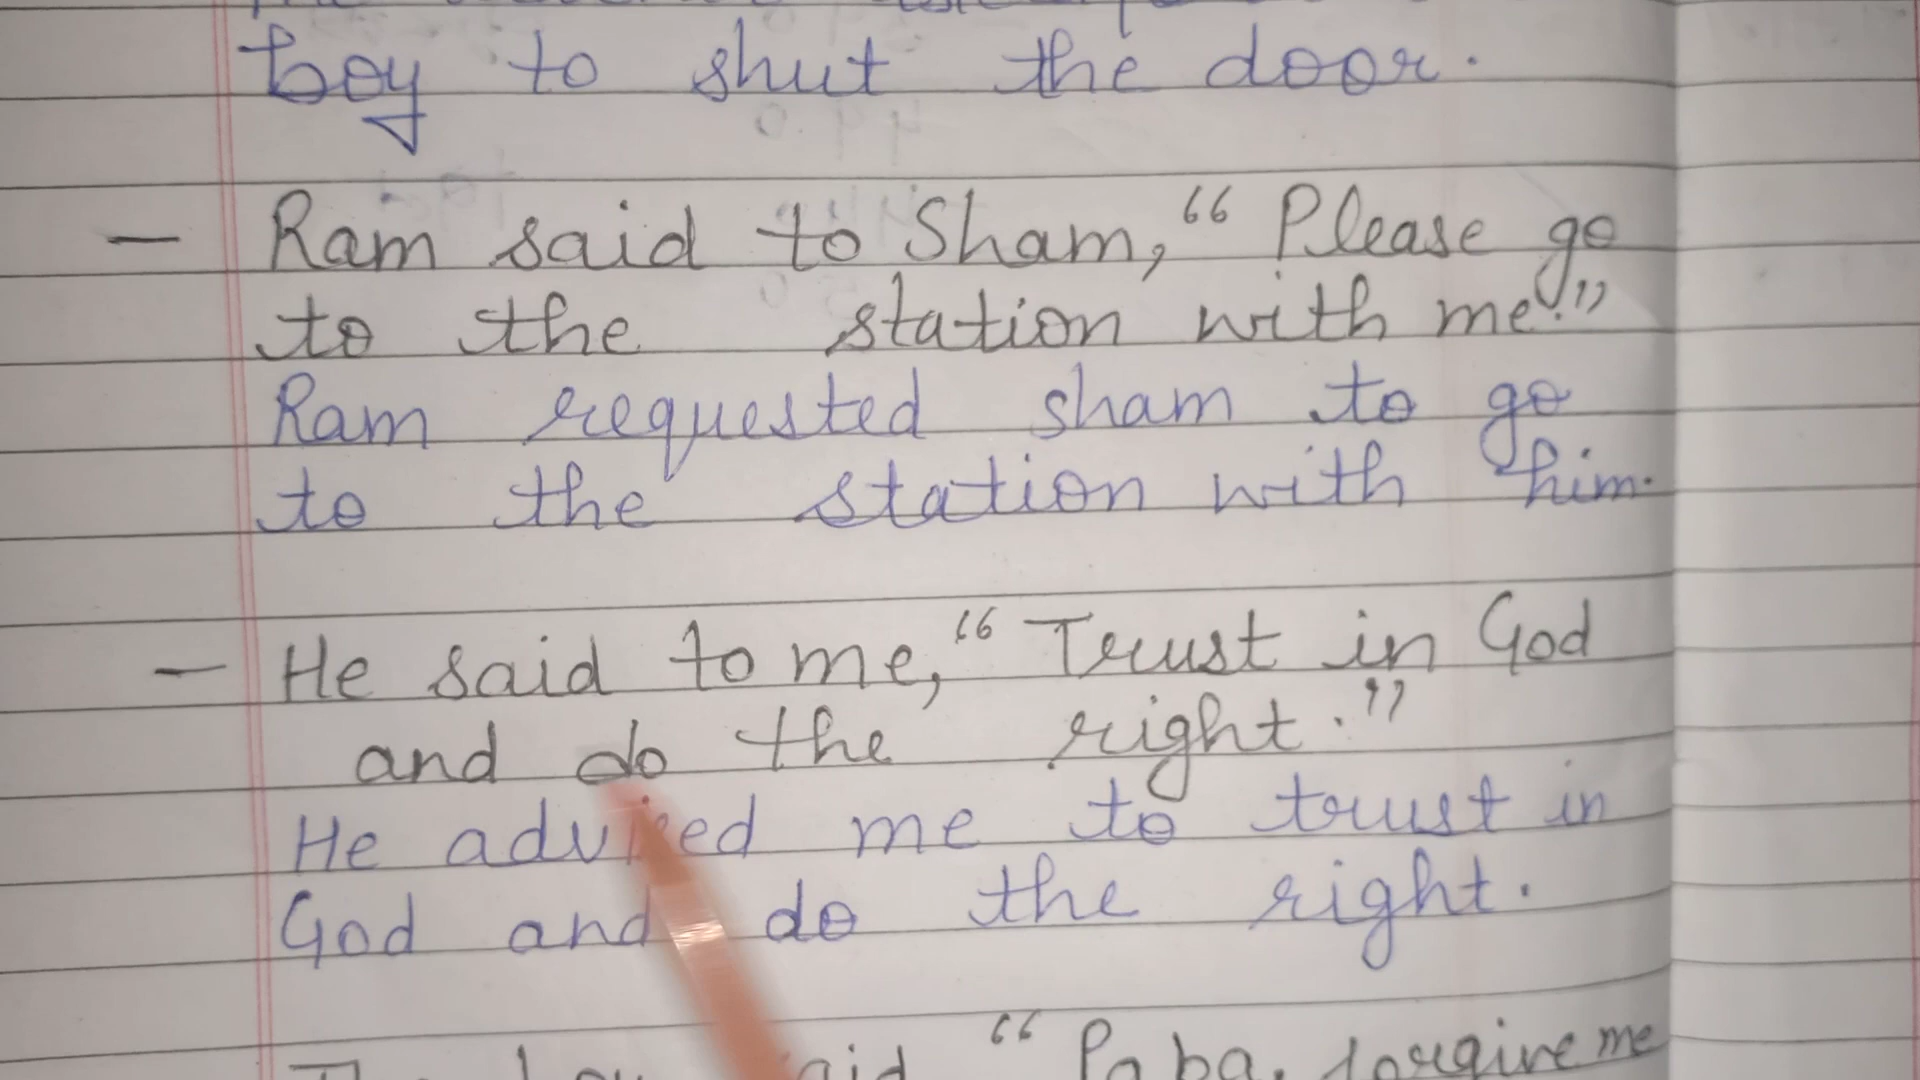 boy to shut the door.
- Ram said to Sham, “Please go
to the station with me.”
Ram requested sham to go
to the station with him.
- He said to me, “Trust in God
and do the right.”
He advised me to trust in
God and do the right.
said “Papa, forgive me